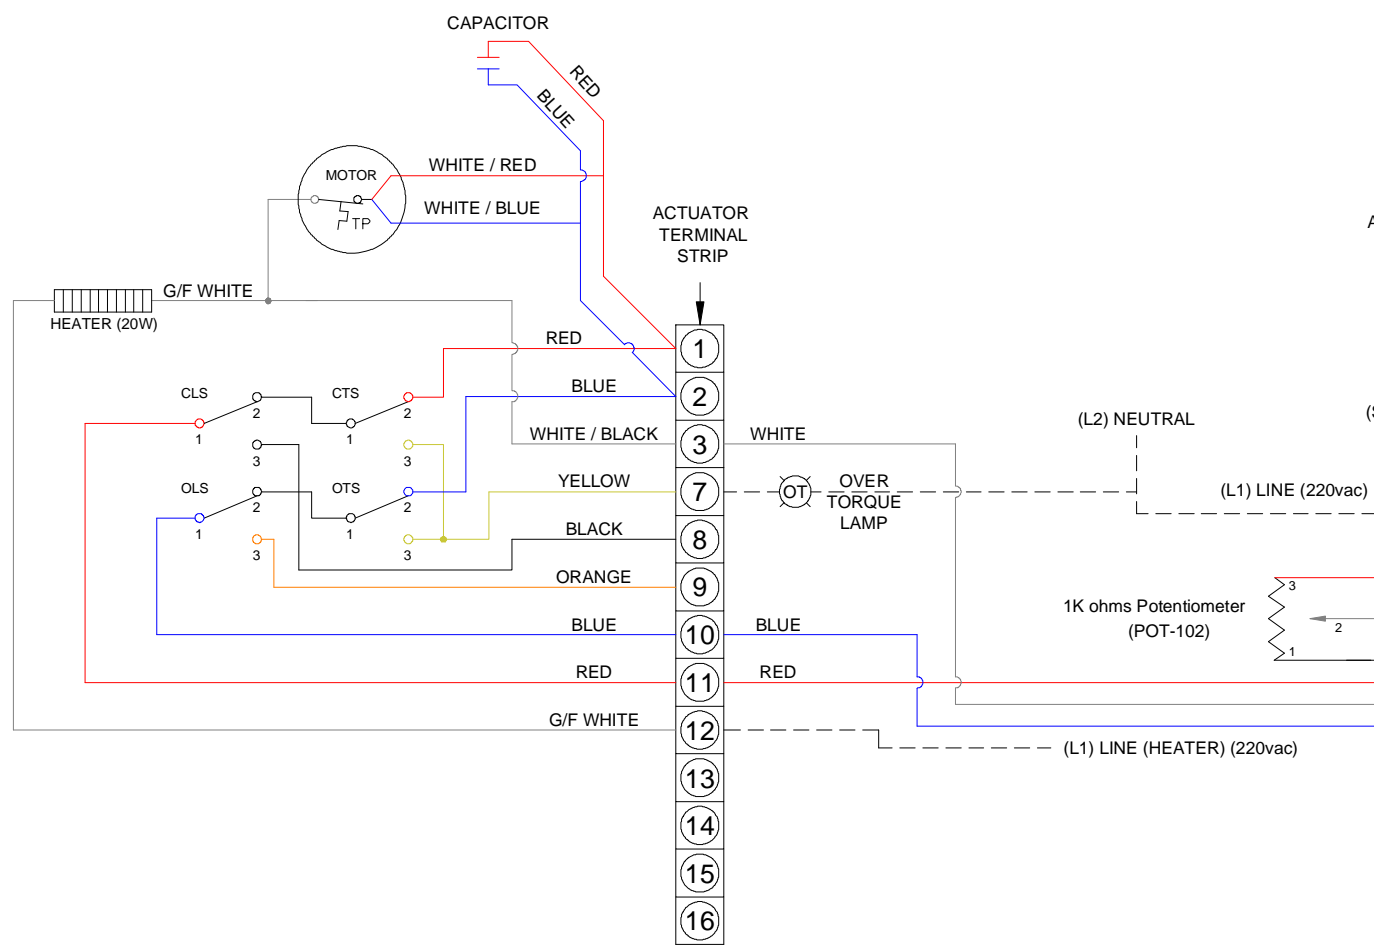 CAPACITOR
RED
BLUE
MOTOR
TP
WHITE / RED
WHITE / BLUE
ACTUATOR
TERMINAL
STRIP
A
G/F WHITE
HEATER (20W)
RED
1
CLS
2
1
3
CTS
2
1
3
BLUE
2
(S
(L2) NEUTRAL
WHITE / BLACK
3
WHITE
OLS
2
1
3
OTS
2
1
3
YELLOW
7
OT
OVER
TORQUE
LAMP
(L1) LINE (220vac)
BLACK
8
ORANGE
9
1K ohms Potentiometer
(POT-102)
3
2
1
BLUE
10
BLUE
RED
11
RED
G/F WHITE
12
(L1) LINE (HEATER) (220vac)
13
14
15
16